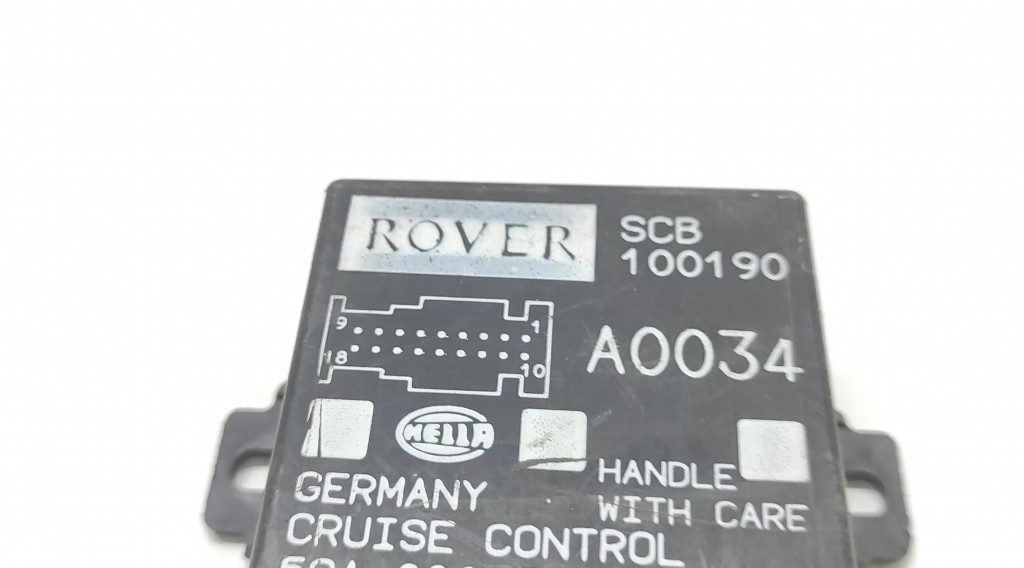 ROVER
SCB
100190
9 1
18 10
A0034
HELLA
HANDLE
WITH CARE
GERMANY
CRUISE CONTROL